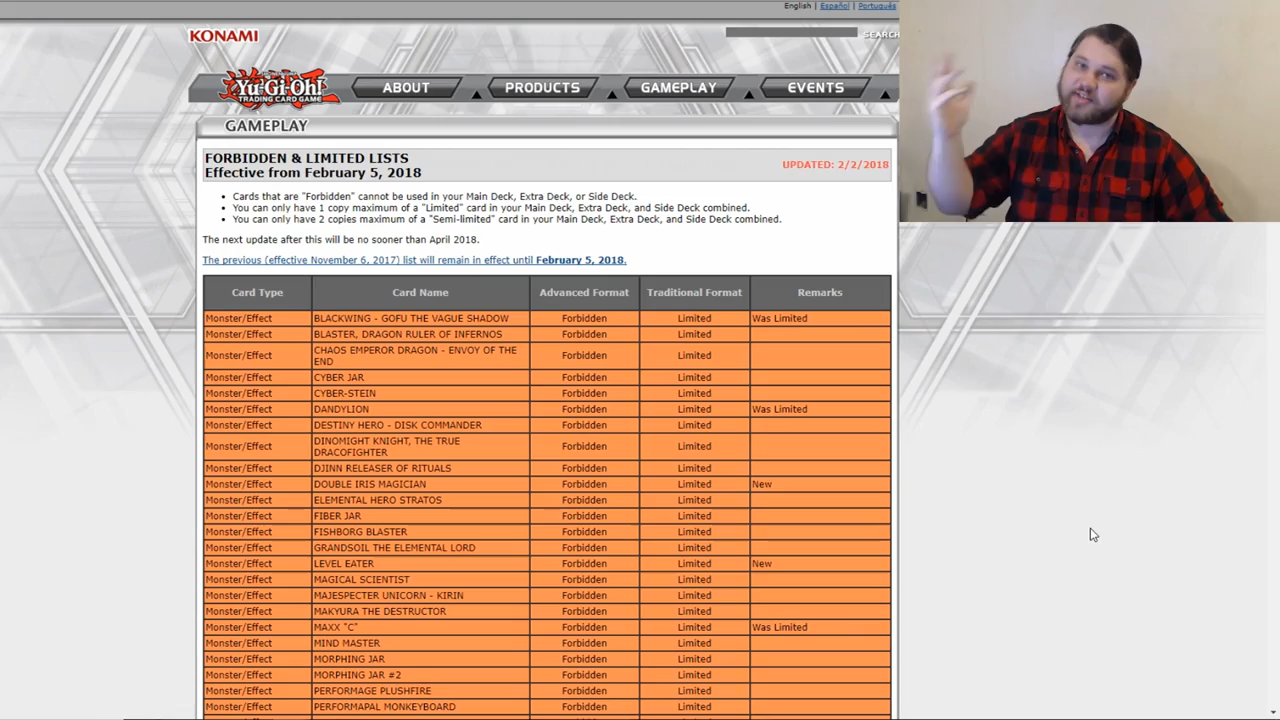 English | Español | Português
KONAMI
SEARCH
Yu-Gi-Oh!
TRADING CARD GAME
ABOUT PRODUCTS GAMEPLAY EVENTS
GAMEPLAY
FORBIDDEN & LIMITED LISTS
Effective from February 5, 2018
UPDATED: 2/2/2018
Cards that are "Forbidden" cannot be used in your Main Deck, Extra Deck, or Side Deck.
You can only have 1 copy maximum of a "Limited" card in your Main Deck, Extra Deck, and Side Deck combined.
You can only have 2 copies maximum of a "Semi-limited" card in your Main Deck, Extra Deck, and Side Deck combined.
The next update after this will be no sooner than April 2018.
The previous (effective November 6, 2017) list will remain in effect until February 5, 2018.
Card Type Card Name Advanced Format Traditional Format Remarks
Monster/Effect BLACKWING - GOFU THE VAGUE SHADOW Forbidden Limited Was Limited
Monster/Effect BLASTER, DRAGON RULER OF INFERNOS Forbidden Limited
Monster/Effect CHAOS EMPEROR DRAGON - ENVOY OF THE
END Forbidden Limited
Monster/Effect CYBER JAR Forbidden Limited
Monster/Effect CYBER-STEIN Forbidden Limited
Monster/Effect DANDYLION Forbidden Limited Was Limited
Monster/Effect DESTINY HERO - DISK COMMANDER Forbidden Limited
Monster/Effect DINOMIGHT KNIGHT, THE TRUE
DRACOFIGHTER Forbidden Limited
Monster/Effect DJINN RELEASER OF RITUALS Forbidden Limited
Monster/Effect DOUBLE IRIS MAGICIAN Forbidden Limited New
Monster/Effect ELEMENTAL HERO STRATOS Forbidden Limited
Monster/Effect FIBER JAR Forbidden Limited
Monster/Effect FISHBORG BLASTER Forbidden Limited
Monster/Effect GRANDSOIL THE ELEMENTAL LORD Forbidden Limited
Monster/Effect LEVEL EATER Forbidden Limited New
Monster/Effect MAGICAL SCIENTIST Forbidden Limited
Monster/Effect MAJESPECTER UNICORN - KIRIN Forbidden Limited
Monster/Effect MAKYURA THE DESTRUCTOR Forbidden Limited
Monster/Effect MAXX "C" Forbidden Limited Was Limited
Monster/Effect MIND MASTER Forbidden Limited
Monster/Effect MORPHING JAR Forbidden Limited
Monster/Effect MORPHING JAR #2 Forbidden Limited
Monster/Effect PERFORMAGE PLUSHFIRE Forbidden Limited
Monster/Effect PERFORMAPAL MONKEYBOARD Forbidden Limited